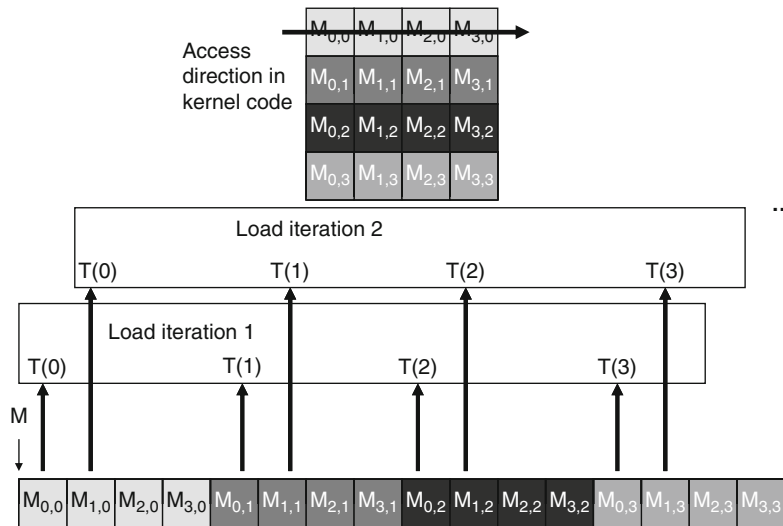 M0,0 M1,0 M2,0 M3,0
Access
direction in
kernel code
M0,1 M1,1 M2,1 M3,1
M0,2 M1,2 M2,2 M3,2
M0,3 M1,3 M2,3 M3,3
..
Load iteration 2
T(0) T(1) T(2) T(3)
Load iteration 1
T(0) T(1) T(2) T(3)
M
M0,0 M1,0 M2,0 M3,0 M0,1 M1,1 M2,1 M3,1 M0,2 M1,2 M2,2 M3,2 M0,3 M1,3 M2,3 M3,3